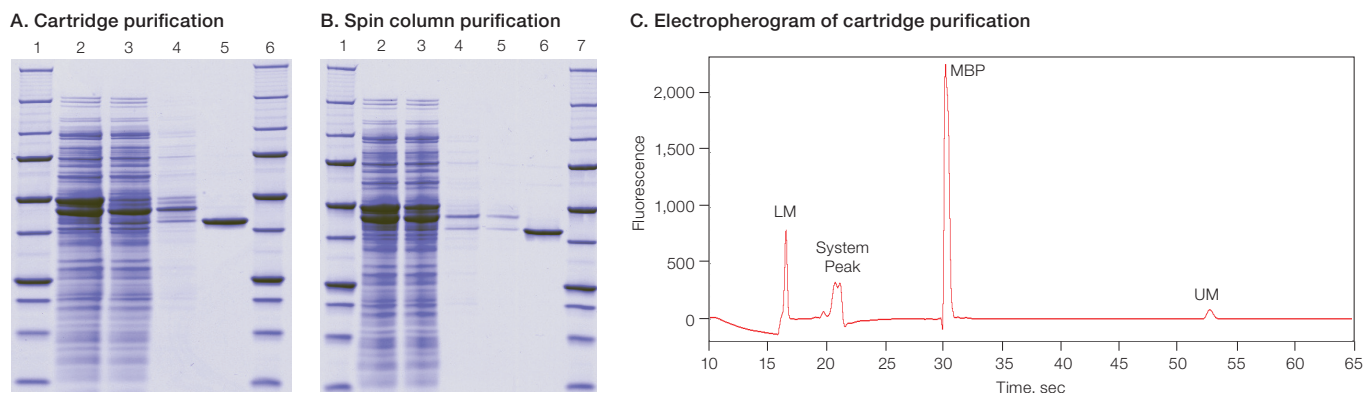 A. Cartridge purification
1 2 3 4 5 6
B. Spin column purification
1 2 3 4 5 6 7
C. Electropherogram of cartridge purification
Fluorescence
2,000
1,500
1,000
500
0
LM
System
Peak
MBP
UM
10 15 20 25 30 35 40 45 50 55 60 65
Time, sec